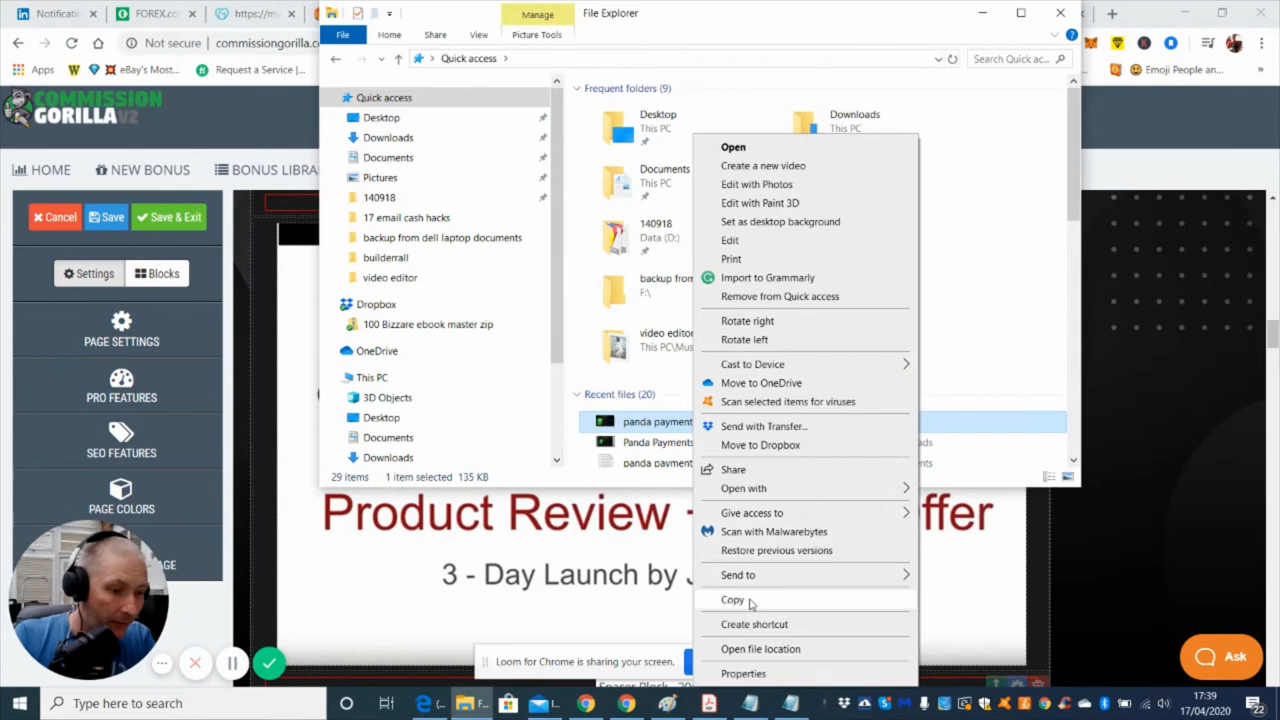 Notification
FOREX.co
https://m
Manage
File Explorer
File
Home
Share
View
Picture Tools
Not secure
commissiongorilla.c
Quick access
Search Quick ac...
Apps
eBay's Most...
Request a Service |...
Emoji People an...
COMMISSION
GORILLA V2
HOME
NEW BONUS
BONUS LIBRA
Cancel
Save
Save & Exit
Settings
Blocks
PAGE SETTINGS
PRO FEATURES
SEO FEATURES
PAGE COLORS
AGE
Quick access
Desktop
Downloads
Documents
Pictures
140918
17 email cash hacks
backup from dell laptop documents
builderrall
video editor
Dropbox
100 Bizzare ebook master zip
OneDrive
This PC
3D Objects
Desktop
Documents
Downloads
29 items
1 item selected 135 KB
Frequent folders (9)
Desktop
This PC
Downloads
This PC
Documents
This PC
140918
Data (D:)
backup from
F:\
video editor
This PC\Mus
Recent files (20)
panda payment
Panda Payments
ads
panda payment
ments
Open
Create a new video
Edit with Photos
Edit with Paint 3D
Set as desktop background
Edit
Print
Import to Grammarly
Remove from Quick access
Rotate right
Rotate left
Cast to Device
Move to OneDrive
Scan selected items for viruses
Send with Transfer...
Move to Dropbox
Share
Open with
Give access to
Scan with Malwarebytes
Restore previous versions
Send to
Copy
Create shortcut
Open file location
Properties
Product Review
ffer
3 - Day Launch by J
Loom for Chrome is sharing your screen.
Ask
Type here to search
17:39
17/04/2020
22